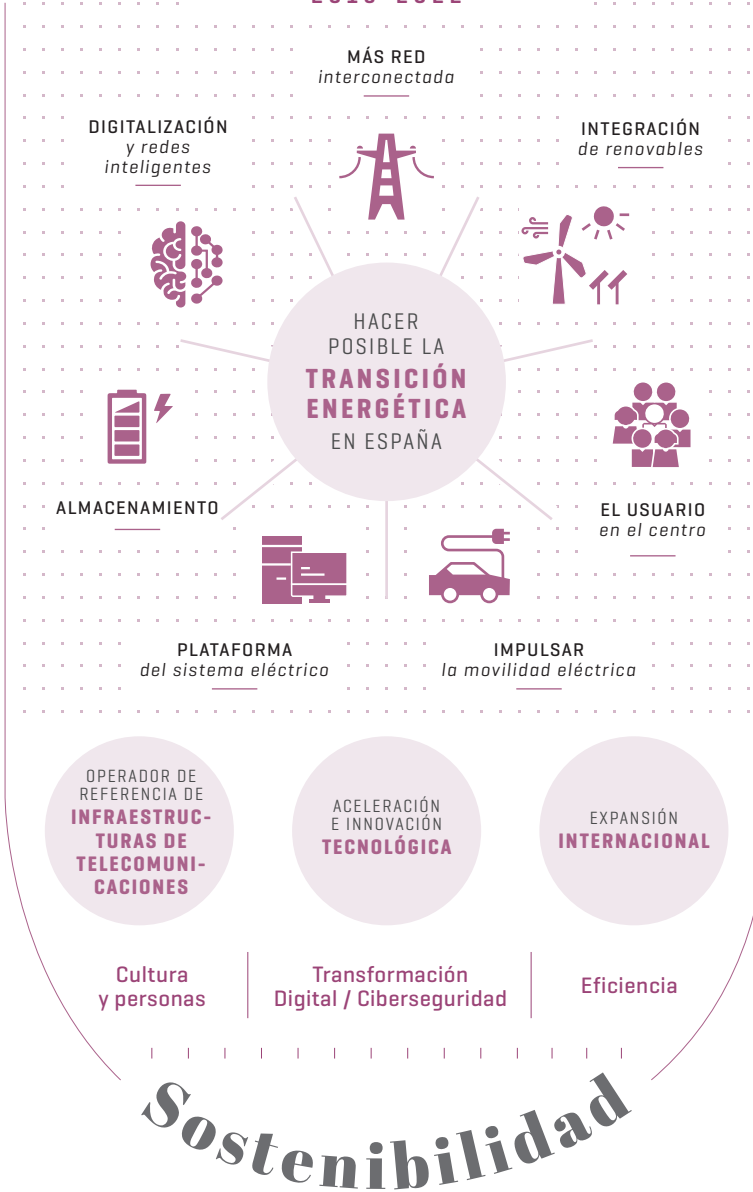 MÁS RED
interconectada
DIGITALIZACIÓN
y redes
inteligentes
INTEGRACIÓN
de renovables
HACER
POSIBLE LA
TRANSICIÓN
ENERGÉTICA
EN ESPAÑA
ALMACENAMIENTO
EL USUARIO
en el centro
PLATAFORMA
del sistema eléctrico
IMPULSAR
la movilidad eléctrica
OPERADOR DE
REFERENCIA DE
INFRAESTRUC-
TURAS DE
TELECOMUNI-
CACIONES
ACELERACIÓN
E INNOVACIÓN
TECNOLÓGICA
EXPANSIÓN
INTERNACIONAL
Cultura
y personas
Transformación
Digital / Ciberseguridad
Eficiencia
Sostenibilidad